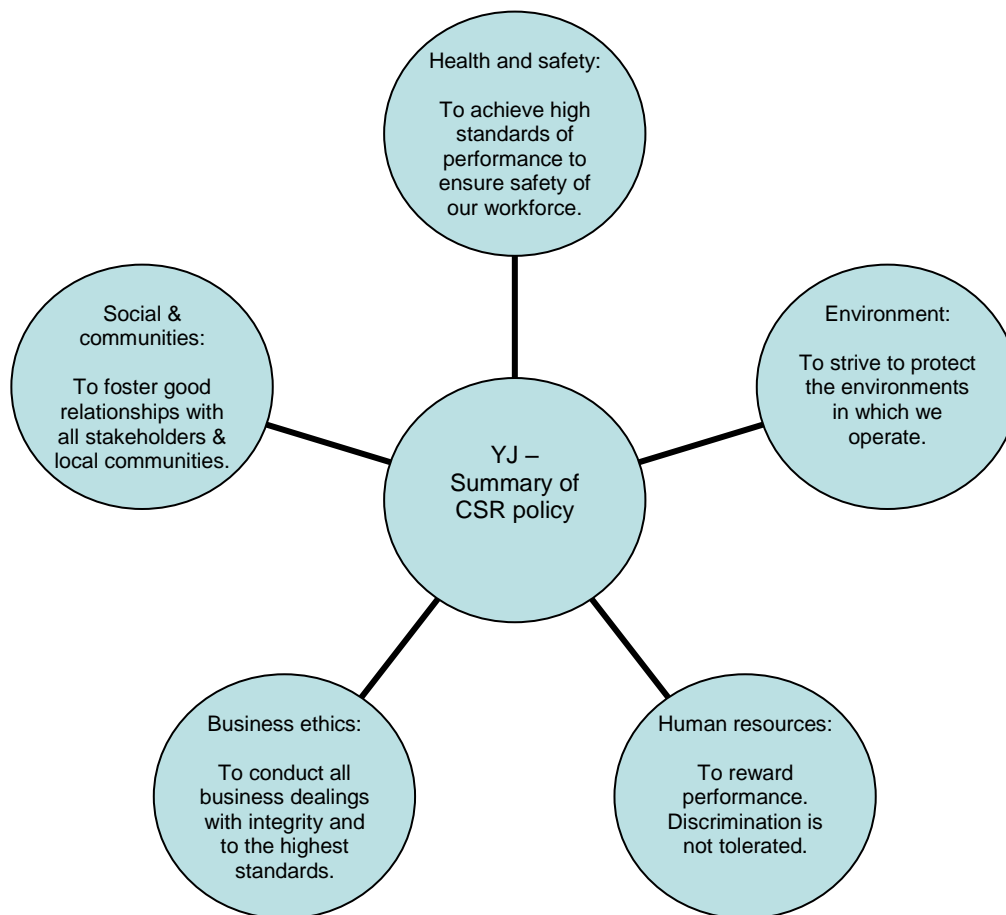 Health and safety:
To achieve high
standards of
performance to
ensure safety of
our workforce.
Social &
communities:
To foster good
relationships with
all stakeholders &
local communities.
Environment:
To strive to protect
the environments
in which we
operate.
YJ –
Summary of
CSR policy
Business ethics:
To conduct all
business dealings
with integrity and
to the highest
standards.
Human resources:
To reward
performance.
Discrimination is
not tolerated.